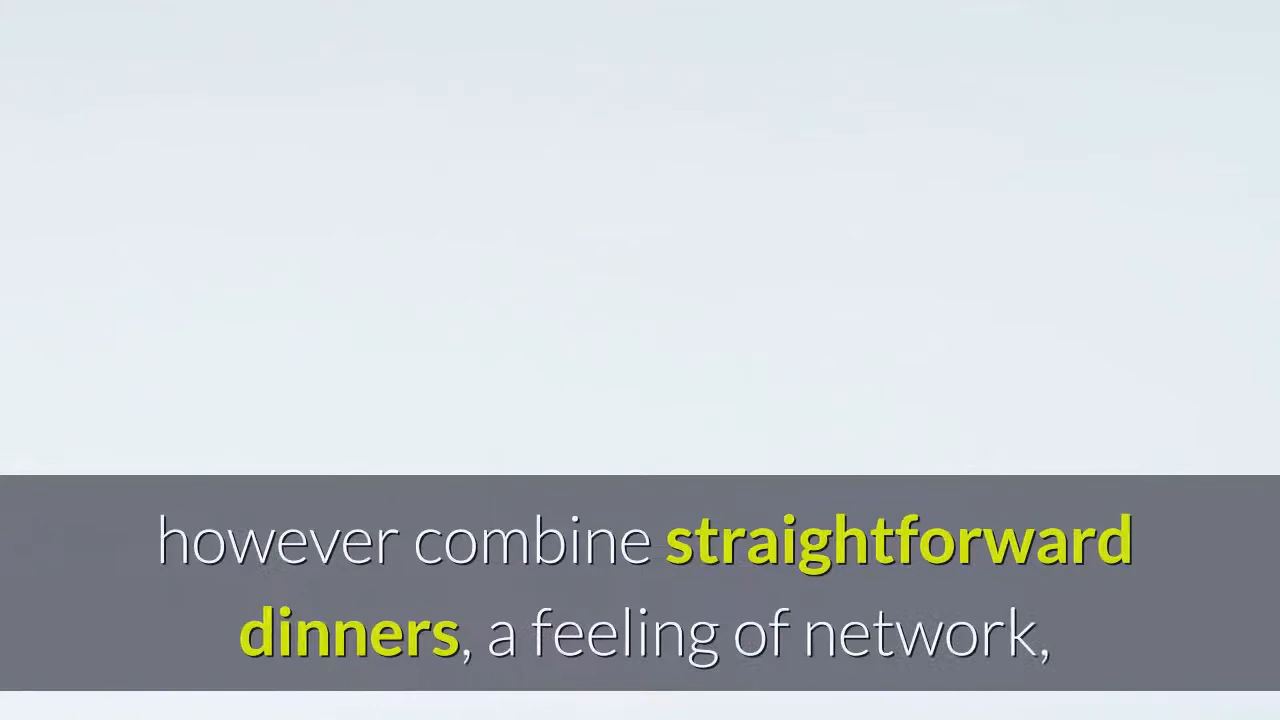 however combine straightforward
dinners, a feeling of network,